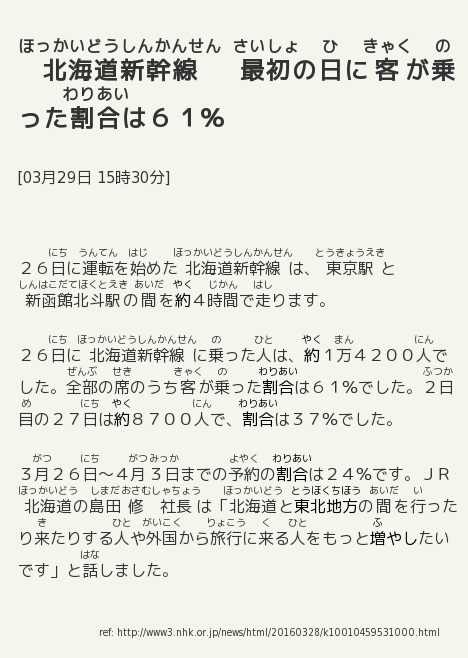 ほっかいどうしんかんせん さいしょ ひ きゃく の
北海道新幹線 最初の日に客が乗
わりあい
った割合は６１％
[03月29日 15時30分]
にち うんてん はじ ほっかいどうしんかんせん とうきょうえき
２６日に運転を始めた 北海道新幹線 は、 東京駅 と
しんはこだてほくとえき あいだ やく じかん はし
新函館北斗駅の間を約４時間で走ります。
にち ほっかいどうしんかんせん の ひと やく まん にん
２６日に 北海道新幹線 に乗った人は、約１万４２００人で
ぜんぶ せき きゃく の わりあい ふつか
した。全部の席のうち客が乗った割合は６１％でした。２日
め にち やく にん わりあい
目の２７日は約８７００人で、割合は３７％でした。
がつ にち がつみっか よやく わりあい
３月２６日～４月３日までの予約の割合は２４％です。ＪＲ
ほっかいどう しまだおさむしゃちょう ほっかいどう とうほくちほう あいだ い
北海道の島田 修 社長は「北海道と東北地方の間を行った
き ひと がいこく りょこう く ひと ふ
り来たりする人や外国から旅行に来る人をもっと増やしたい
はな
です」と話しました。
ref: http://www3.nhk.or.jp/news/html/20160328/k10010459531000.html